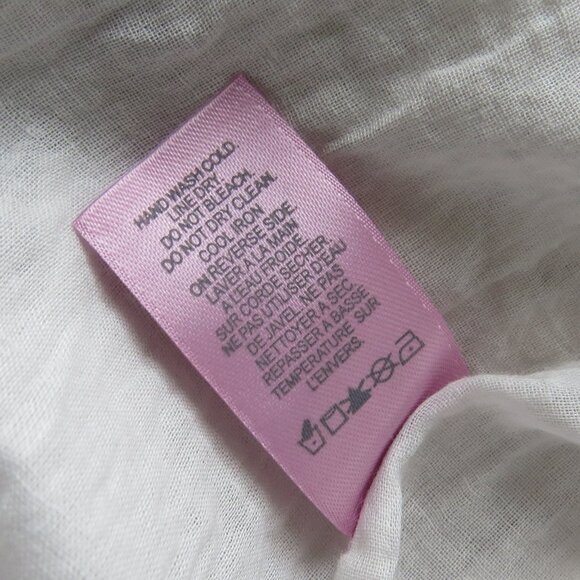 HAND WASH COLD.
LINE DRY.
DO NOT BLEACH.
DO NOT DRY CLEAN.
COOL IRON
ON REVERSE SIDE
LAVER A LA MAIN
A L'EAU FROIDE
SUR CORDE SECHER
NE PAS UTILISER D'EAU
DE JAVEL NE PAS
NETTOYER A SEC
REPASSER A BASSE
TEMPERATURE SUR
L'ENVERS.